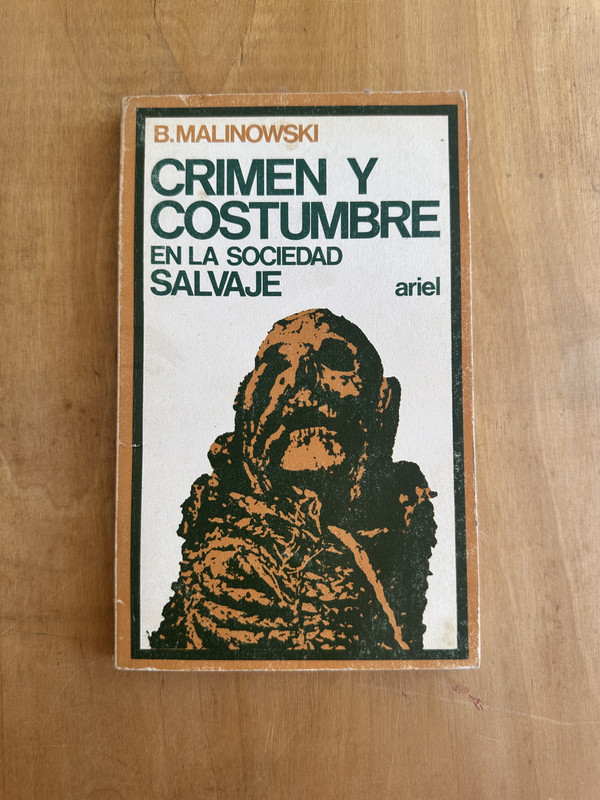 B.MALINOWSKI
CRIMEN Y
COSTUMBRE
EN LA SOCIEDAD
SALVAJE
ariel